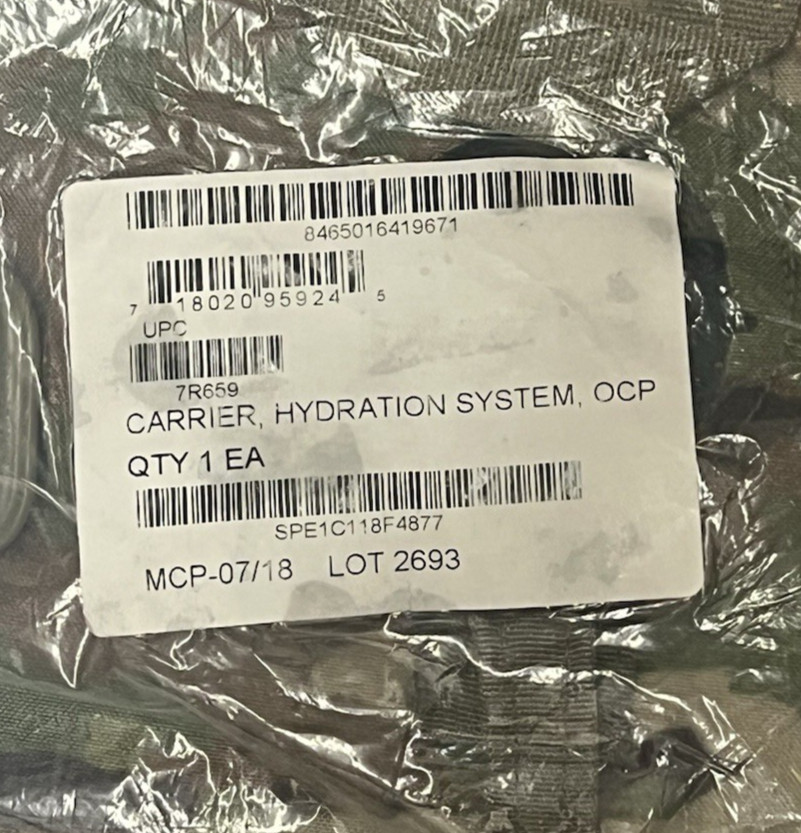 8465016419671
7 18020 95924 5
UPC
7R659
CARRIER, HYDRATION SYSTEM, OCP
QTY 1 EA
SPE1C118F4877
MCP-07/18 LOT 2693